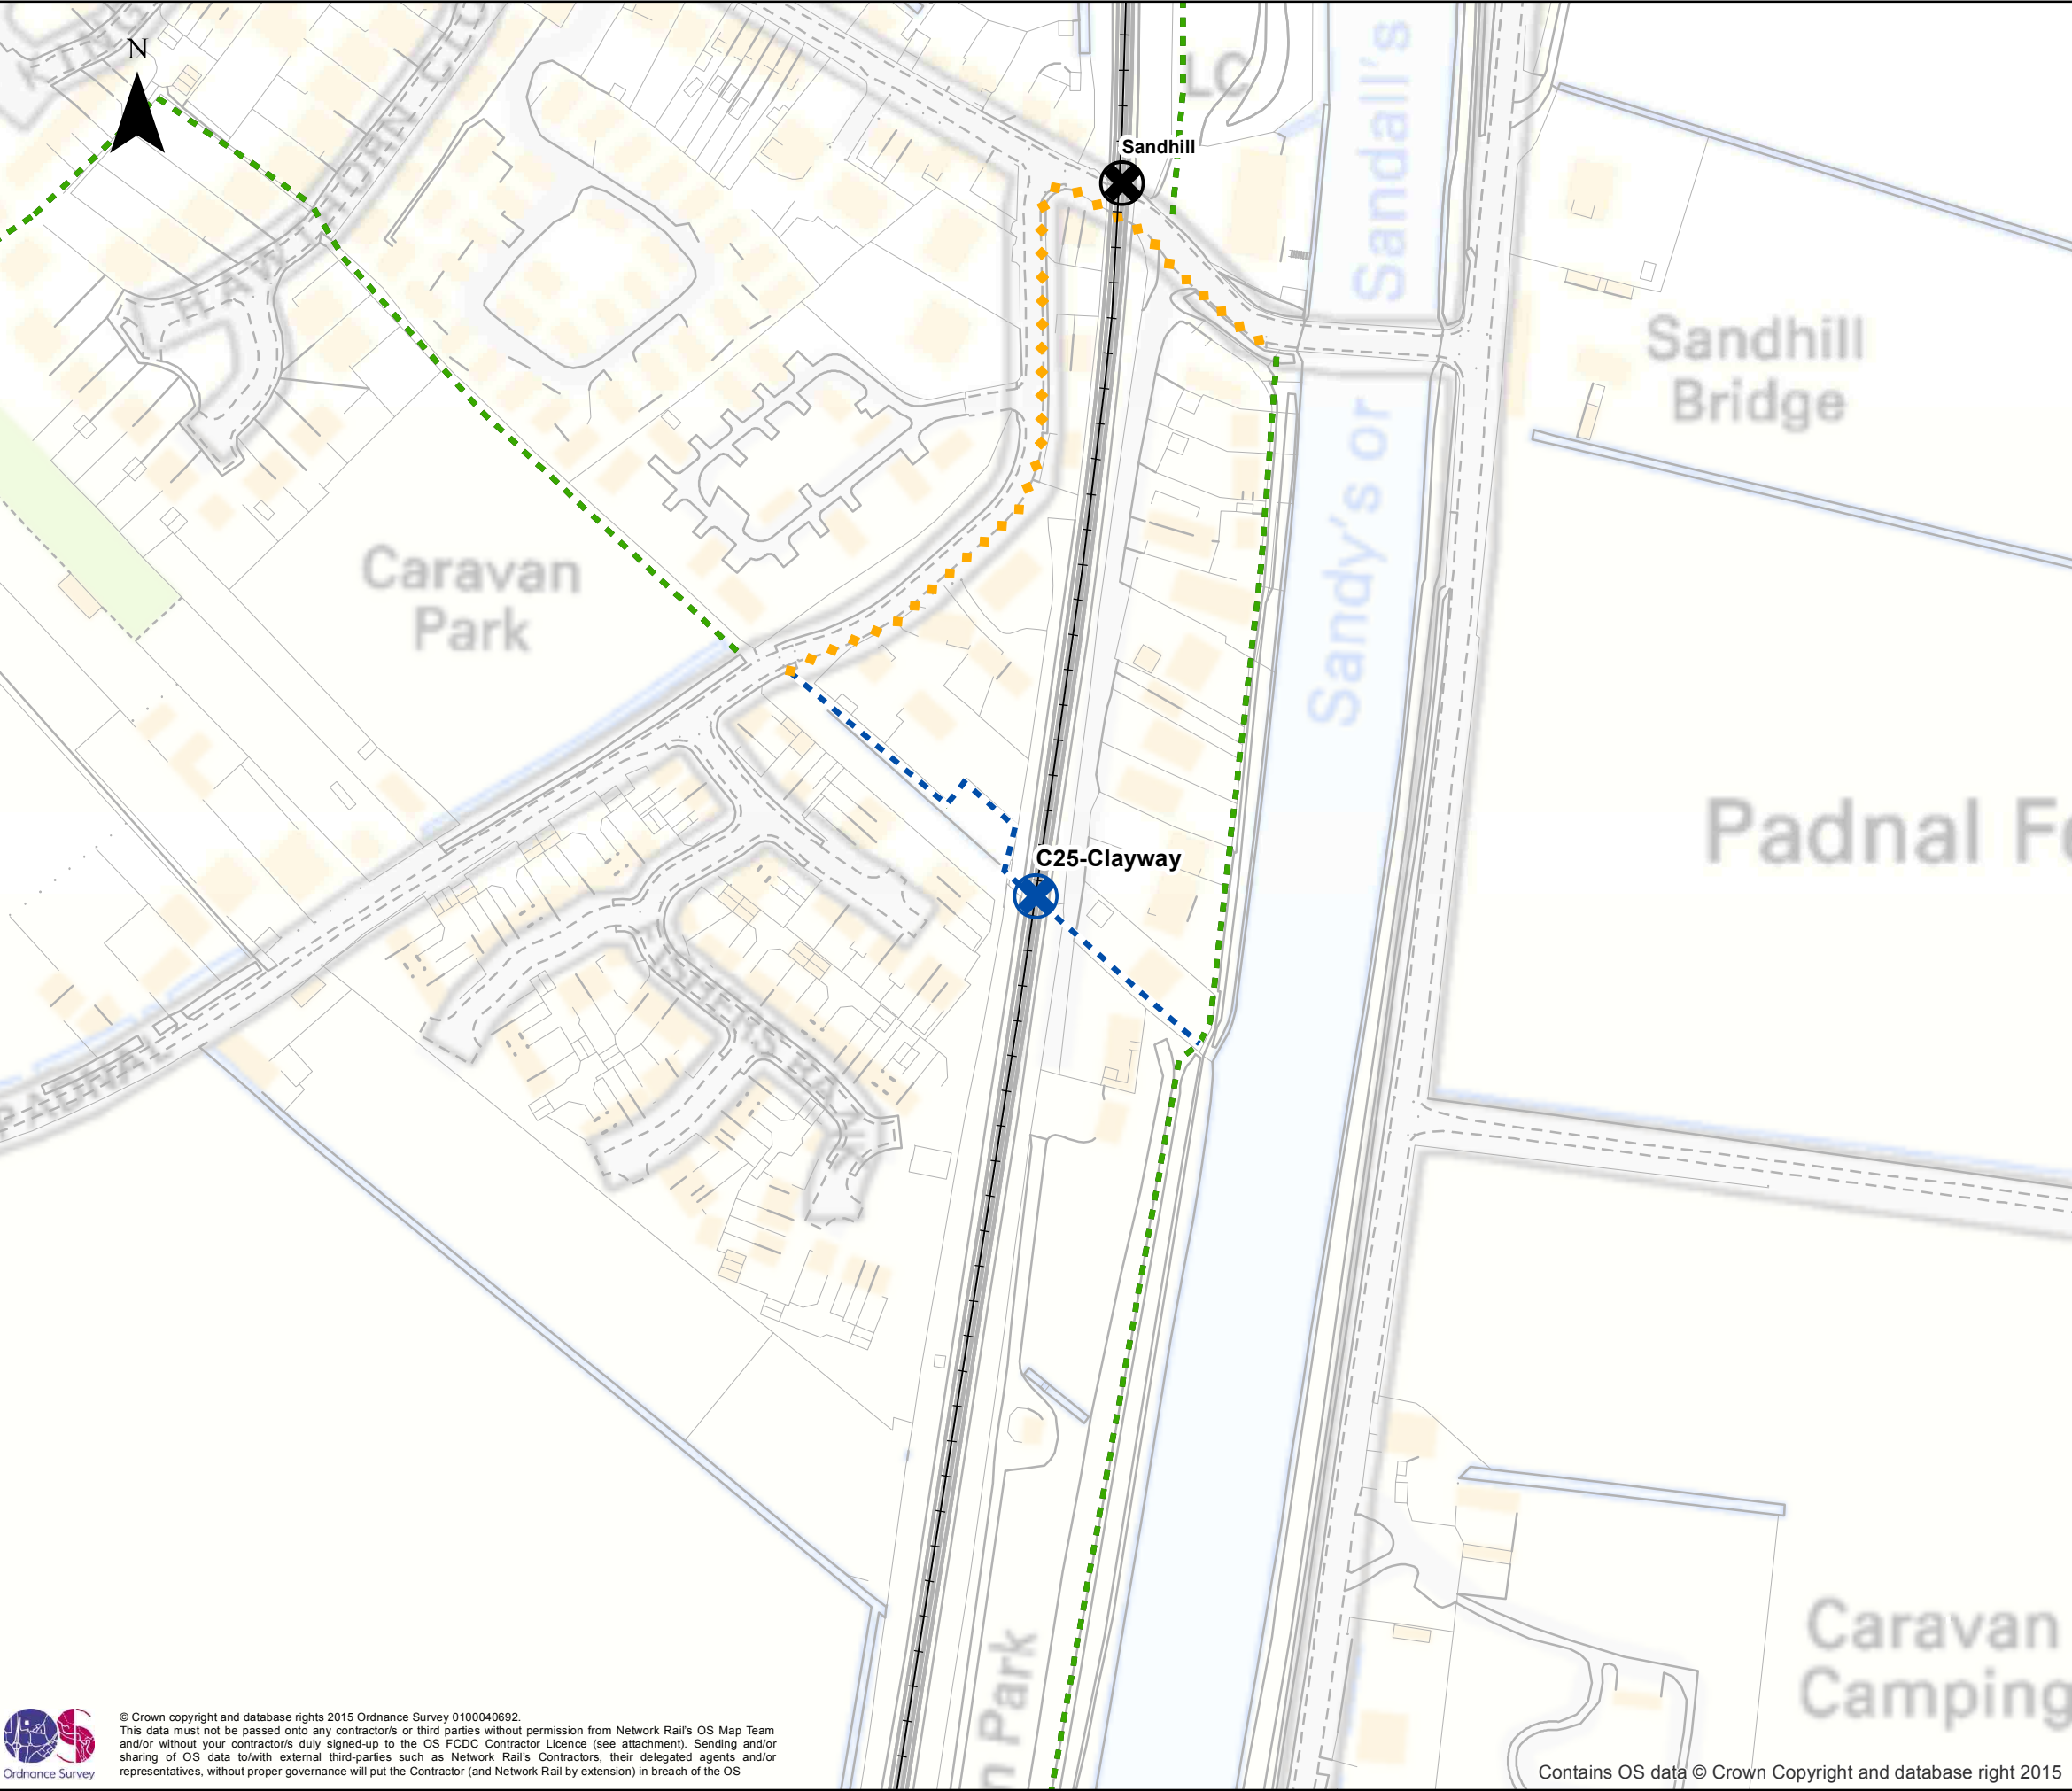 N
LC
Sandhill
Sandall's
Sandhill
Bridge
Sandy's or
Caravan
Park
Padnal
C25-Clayway
PADNAL
Caravan
Camping
Park
© Crown copyright and database rights 2015 Ordnance Survey 0100040692.
This data must not be passed onto any contractor/s or third parties without permission from Network Rail's OS Map Team
and/or without your contractor/s duly signed-up to the OS FCDC Contractor Licence (see attachment). Sending and/or
sharing of OS data to/with external third-parties such as Network Rail's Contractors, their delegated agents and/or
representatives, without proper governance will put the Contractor (and Network Rail by extension) in breach of the OS
Ordnance Survey
Contains OS data © Crown Copyright and database right 2015